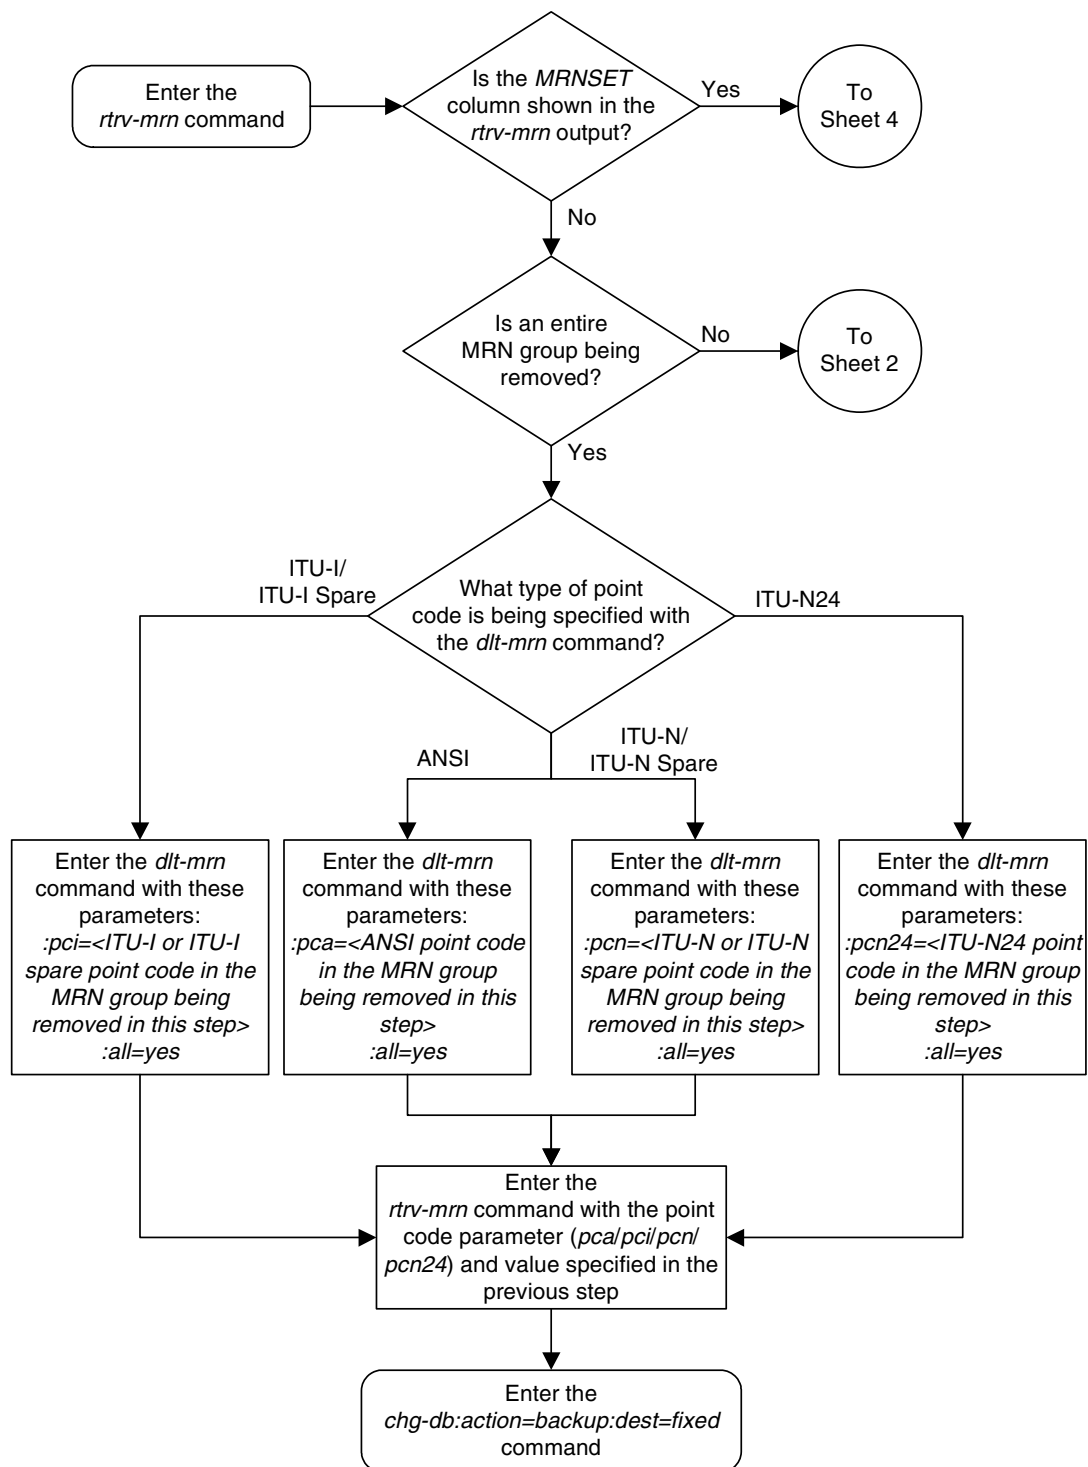 Enter the
rtrv-mrn command
Is the MRNSET
column shown in the
rtrv-mrn output?
Yes
To
Sheet 4
No
Is an entire
MRN group being
removed?
No
To
Sheet 2
Yes
What type of point
code is being specified with
the dlt-mrn command?
ITU-I/
ITU-I Spare
ITU-N24
ANSI
ITU-N/
ITU-N Spare
Enter the dlt-mrn
command with these
parameters:
:pci=<ITU-I or ITU-I
spare point code in the
MRN group being
removed in this step>
:all=yes
Enter the dlt-mrn
command with these
parameters:
:pca=<ANSI point code
in the MRN group
being removed in this
step>
:all=yes
Enter the dlt-mrn
command with these
parameters:
:pcn=<ITU-N or ITU-N
spare point code in the
MRN group being
removed in this step>
:all=yes
Enter the dlt-mrn
command with these
parameters:
:pcn24=<ITU-N24 point
code in the MRN group
being removed in this
step>
:all=yes
Enter the
rtrv-mrn command with the point
code parameter (pca/pci/pcn/
pcn24) and value specified in the
previous step
Enter the
chg-db:action=backup:dest=fixed
command